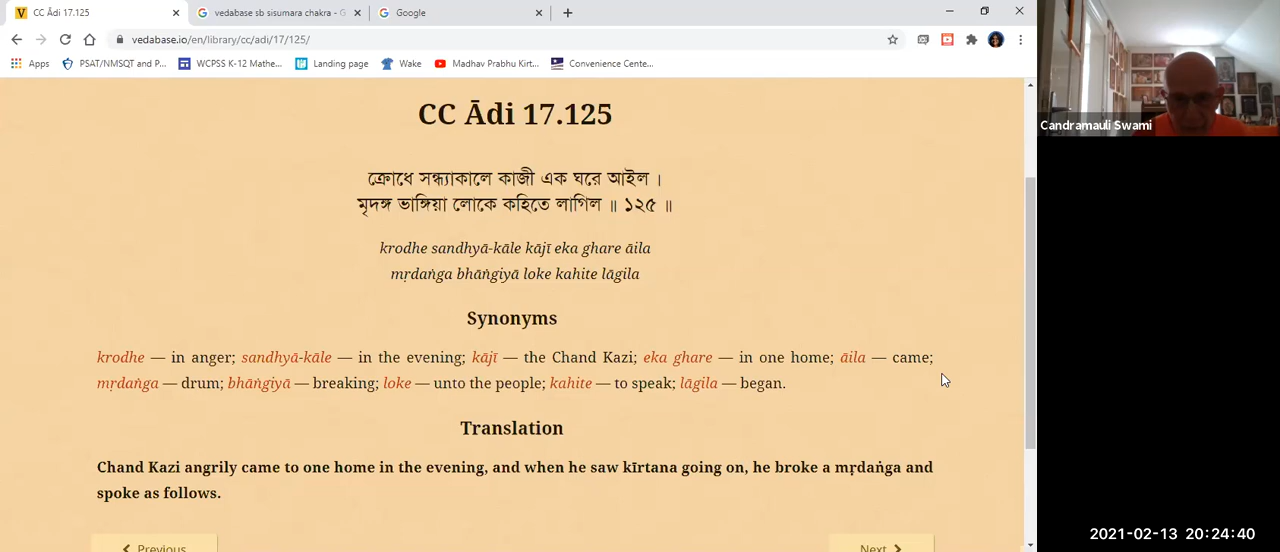 CC Ādi 17.125
vedabase sb sisumara chakra - G
Google
vedabase.io/en/library/cc/adi/17/125/
Apps PSAT/NMSQT and P... WCPSS K-12 Mathe... Landing page Wake Madhav Prabhu Kirt... Convenience Cente...
CC Ādi 17.125
ক্রোধে সন্ধ্যাকালে কাজী এক ঘরে আইল ।
মৃদঙ্গ ভাঙ্গিয়া লোকে কহিতে লাগিল ॥ ১২৫ ॥
krodhe sandhyā-kāle kājī eka ghare āila
mṛdaṅga bhāṅgiyā loke kahite lāgila
Synonyms
krodhe — in anger; sandhyā-kāle — in the evening; kājī — the Chand Kazi; eka ghare — in one home; āila — came;
mṛdaṅga — drum; bhāṅgiyā — breaking; loke — unto the people; kahite — to speak; lāgila — began.
Translation
Chand Kazi angrily came to one home in the evening, and when he saw kīrtana going on, he broke a mṛdaṅga and
spoke as follows.
Previous
Next
Candramauli Swami
2021-02-13 20:24:40